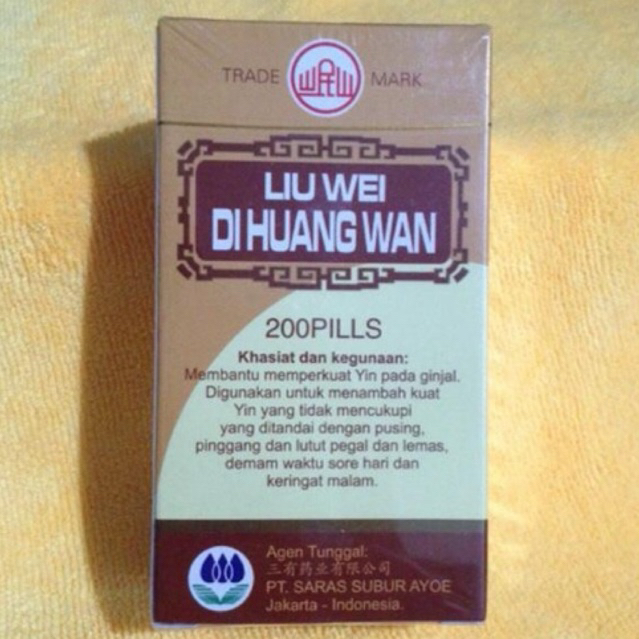 TRADE MARK
LIU WEI
DI HUANG WAN
200PILLS
Khasiat dan kegunaan:
Membantu memperkuat Yin pada ginjal.
Digunakan untuk menambah kuat
Yin yang tidak mencukupi
yang ditandai dengan pusing,
pinggang dan lutut pegal dan lemas,
demam waktu sore hari dan
keringat malam.
Agen Tunggal:
三有药业有限公司
PT. SARAS SUBUR AYOE
Jakarta - Indonesia.